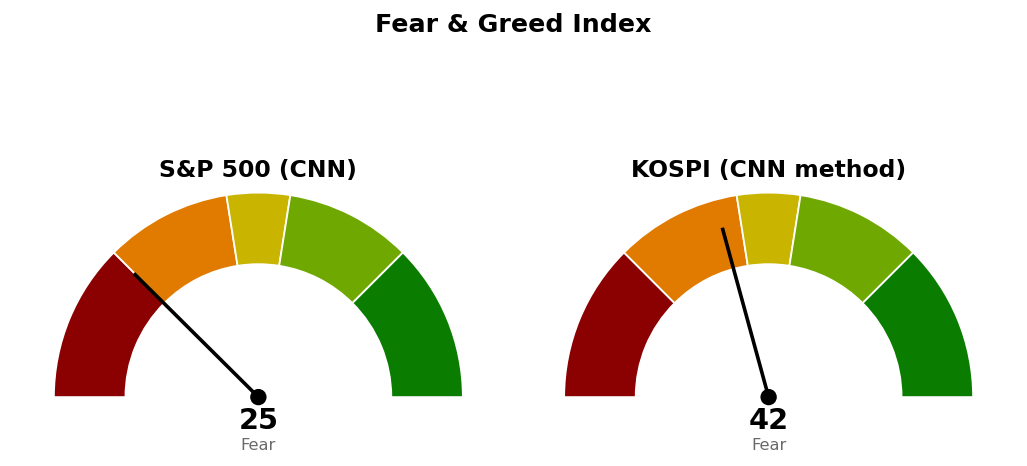 Fear & Greed Index
S&P 500 (CNN)
KOSPI (CNN method)
25
Fear
42
Fear